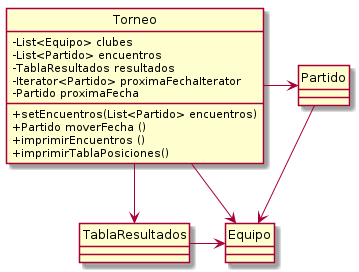 Torneo
-List<Equipo> clubes
-List<Partido> encuentros
-TablaResultados resultados
-Iterator<Partido> proximaFechaIterator
-Partido proximaFecha
+setEncuentros(List<Partido> encuentros)
+Partido moverFecha ()
+imprimirEncuentros ()
+imprimirTablaPosiciones()
Partido
TablaResultados
Equipo